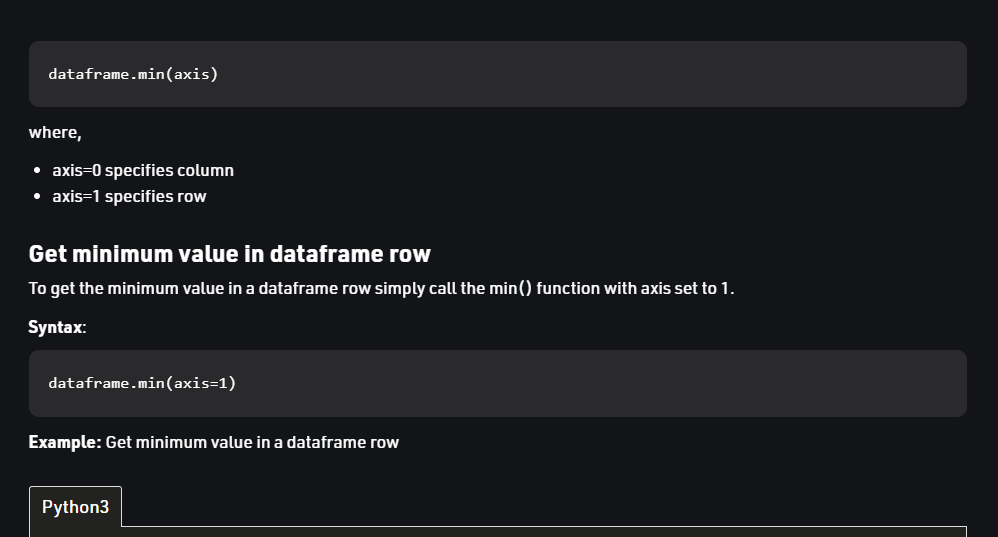 dataframe.min(axis)
where,
axis=0 specifies column
axis=1 specifies row
Get minimum value in dataframe row
To get the minimum value in a dataframe row simply call the min() function with axis set to 1.
Syntax:
dataframe.min(axis=1)
Example: Get minimum value in a dataframe row
Python3